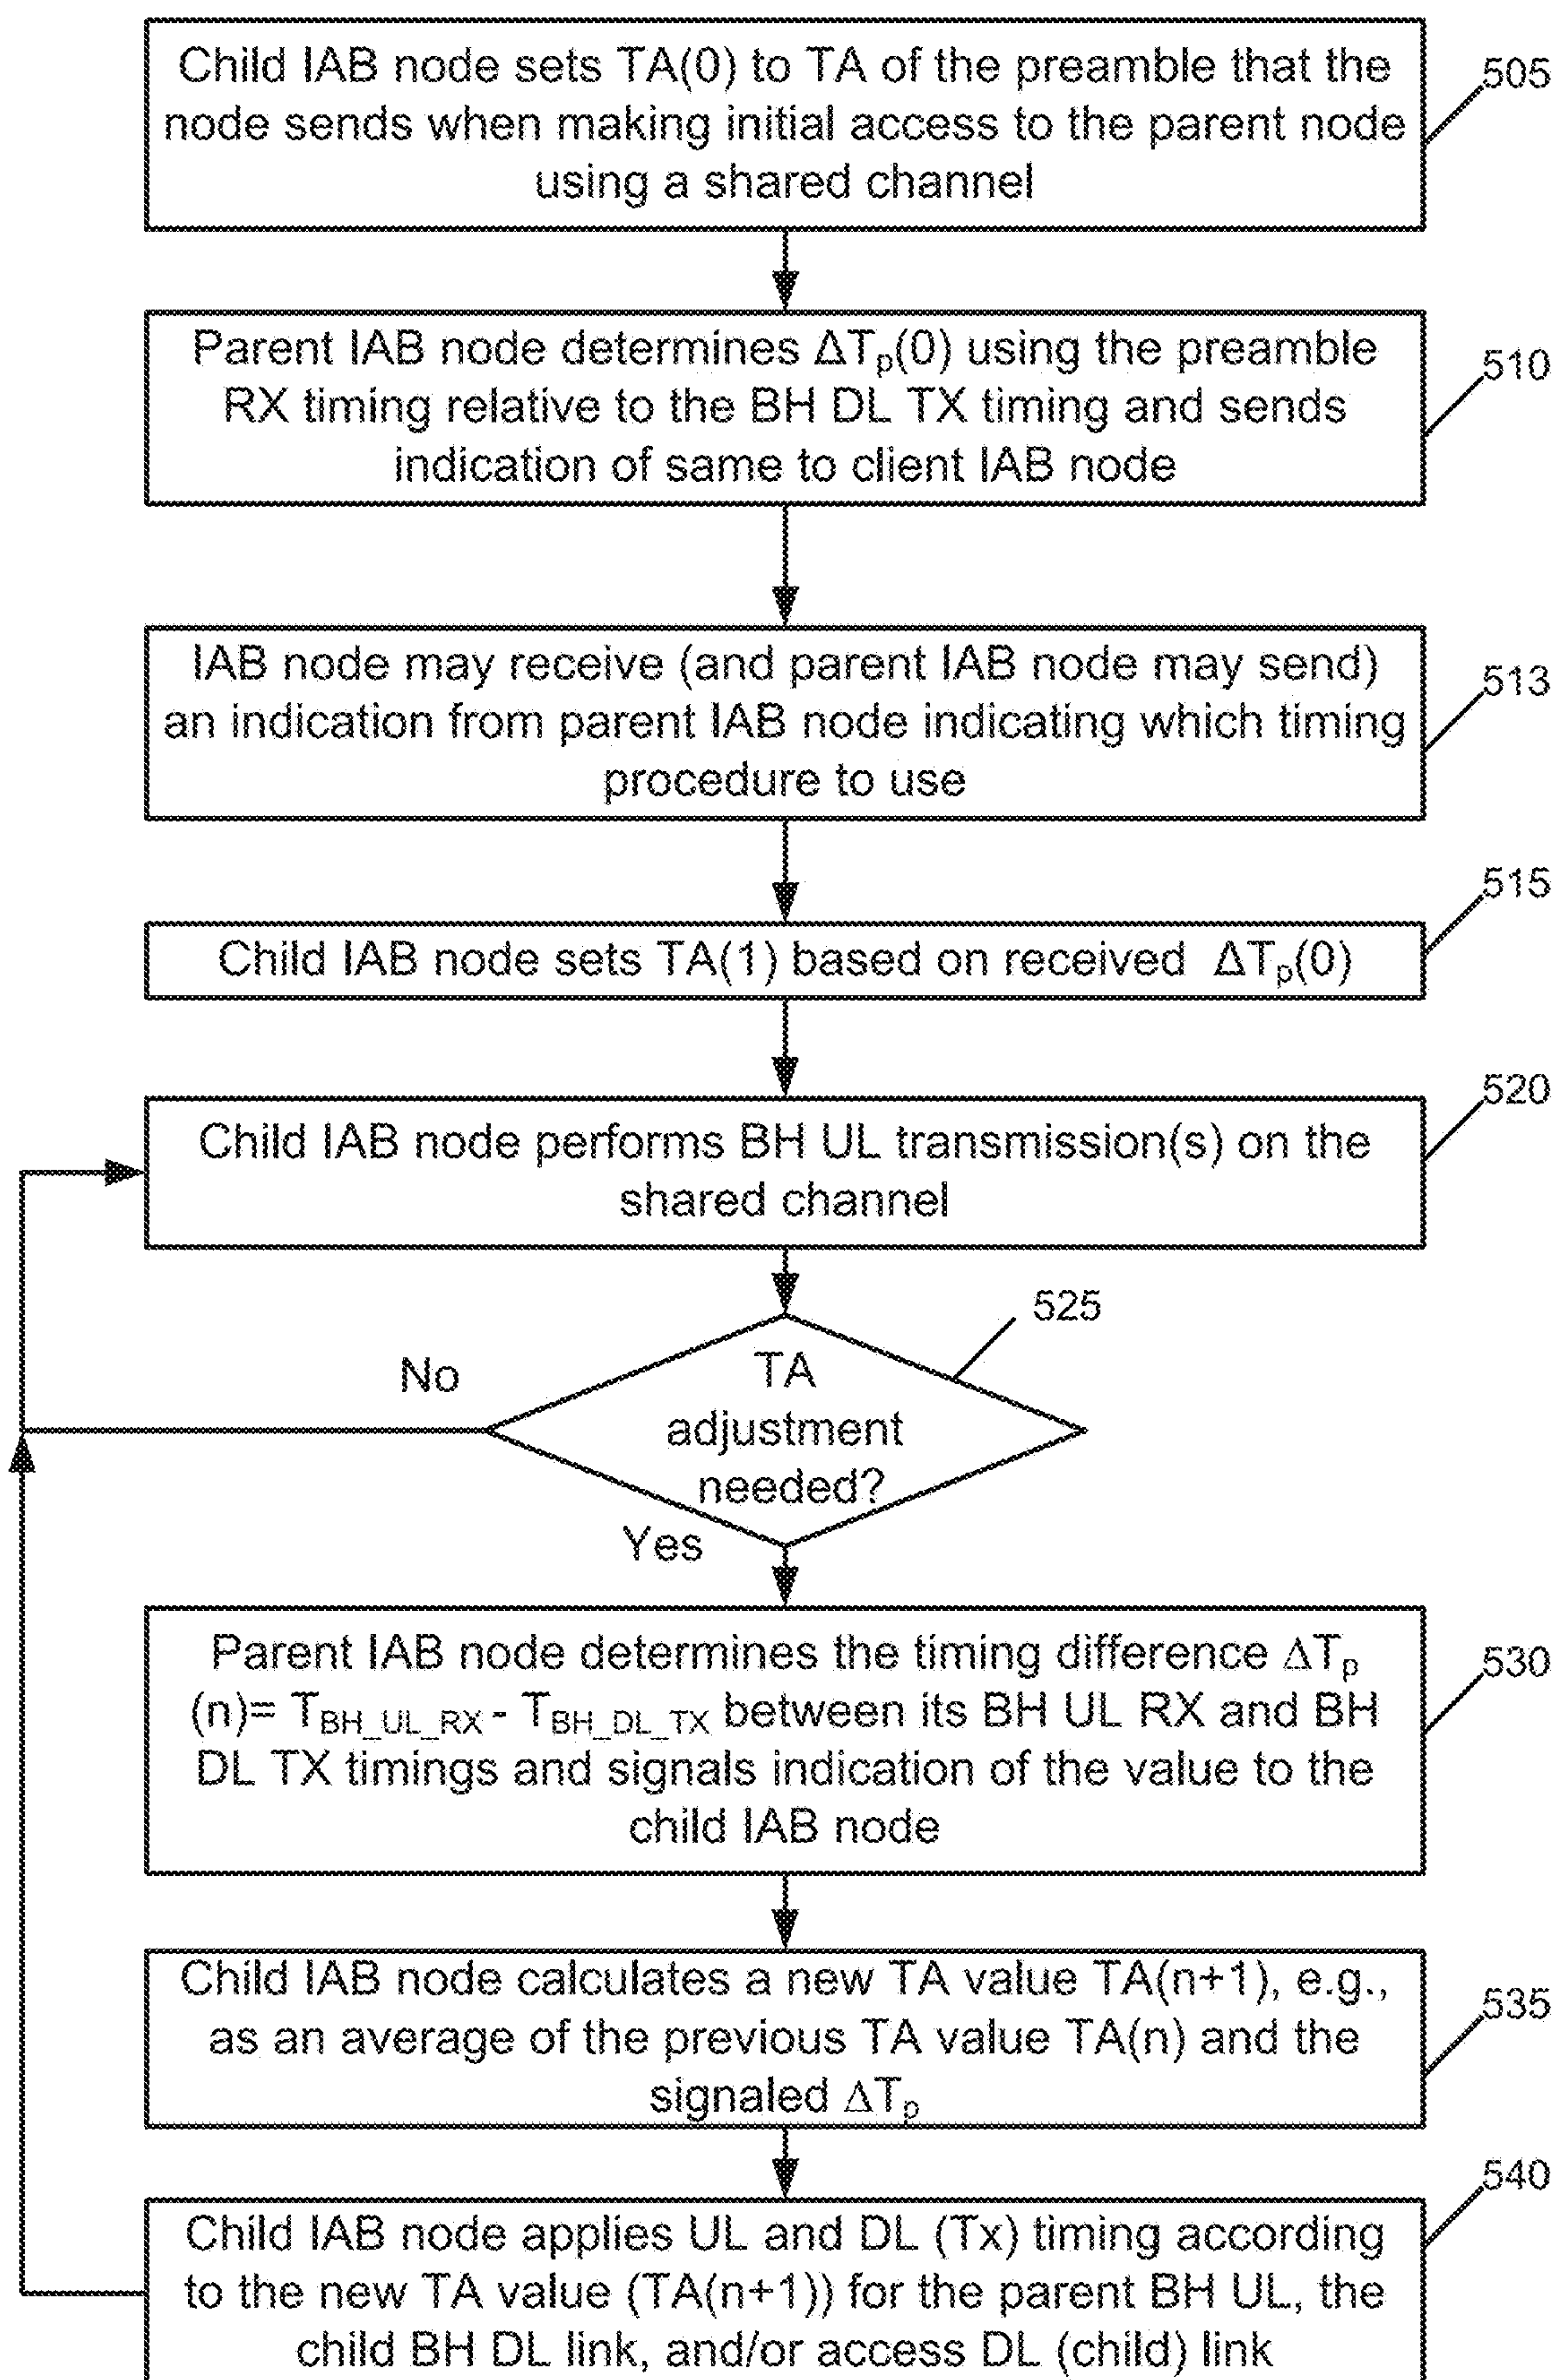 Child IAB node sets TA(0) to TA of the preamble that the
node sends when making initial access to the parent node
using a shared channel
505
Parent IAB node determines ΔTₚ(0) using the preamble
RX timing relative to the BH DL TX timing and sends
indication of same to client IAB node
510
IAB node may receive (and parent IAB node may send)
an indication from parent IAB node indicating which timing
procedure to use
513
Child IAB node sets TA(1) based on received ΔTₚ(0)
515
Child IAB node performs BH UL transmission(s) on the
shared channel
520
TA
adjustment
needed?
525
No
Yes
Parent IAB node determines the timing difference ΔTₚ
(n)= T_BH_UL_RX - T_BH_DL_TX between its BH UL RX and BH
DL TX timings and signals indication of the value to the
child IAB node
530
Child IAB node calculates a new TA value TA(n+1), e.g.,
as an average of the previous TA value TA(n) and the
signaled ΔTₚ
535
Child IAB node applies UL and DL (Tx) timing according
to the new TA value (TA(n+1)) for the parent BH UL, the
child BH DL link, and/or access DL (child) link
540